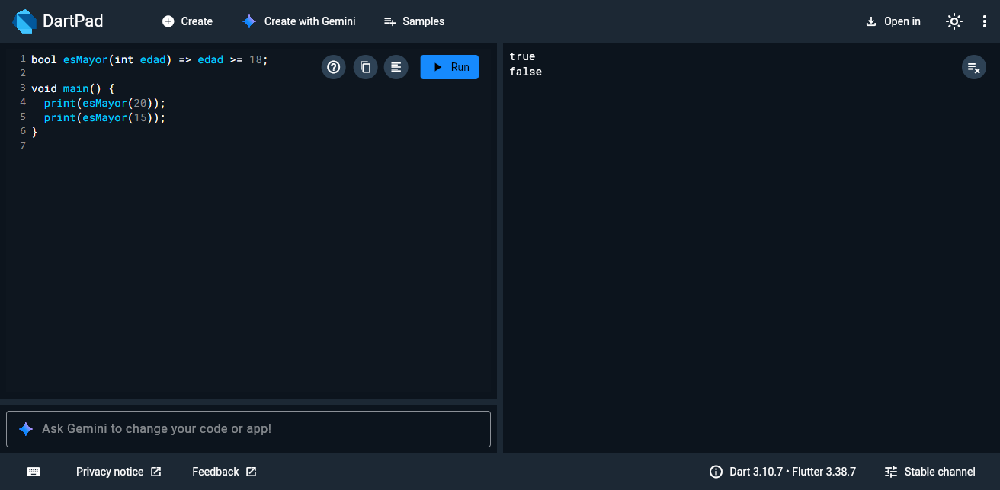 DartPad
Create
Create with Gemini
Samples
Open in
1 bool esMayor(int edad) => edad >= 18;
2
3 void main() {
4   print(esMayor(20));
5   print(esMayor(15));
6 }
7
Run
true
false
Ask Gemini to change your code or app!
Privacy notice
Feedback
Dart 3.10.7 • Flutter 3.38.7
Stable channel